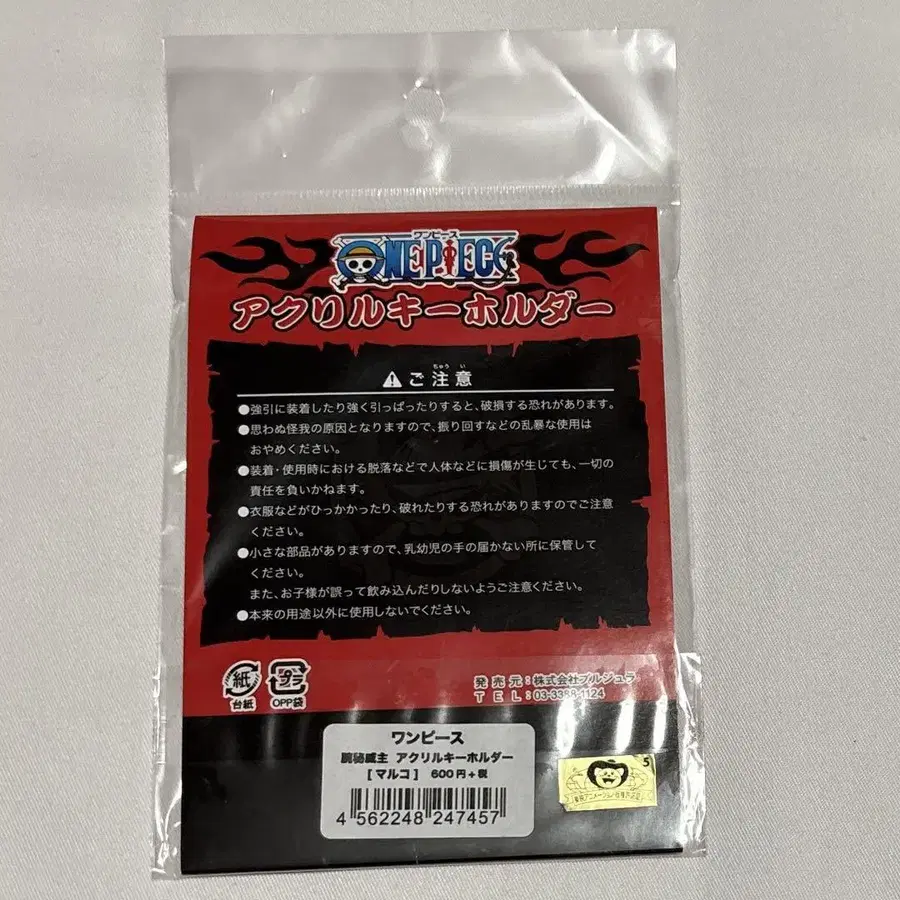 ワンピース
ONE PIECE
アクリルキーホルダー
ちゅう い
ご注意
●強引に装着したり強く引っぱったりすると、破損する恐れがあります。
●思わぬ怪我の原因となりますので、振り回すなどの乱暴な使用は
おやめください。
●装着・使用時における脱落などで人体などに損傷が生じても、一切の
責任を負いかねます。
●衣服などがひっかかったり、破れたりする恐れがありますのでご注意
ください。
●小さな部品がありますので、乳幼児の手の届かない所に保管して
ください。
また、お子様が誤って飲み込んだりしないようご注意ください。
●本来の用途以外に使用しないでください。
紙
台紙
プラ
OPP袋
発売元:株式会社ブルジュラ
TEL:03-3388-1124
ワンピース
腕秘威主 アクリルキーホルダー
[マルコ] 600円+税
4 562248 247457
5